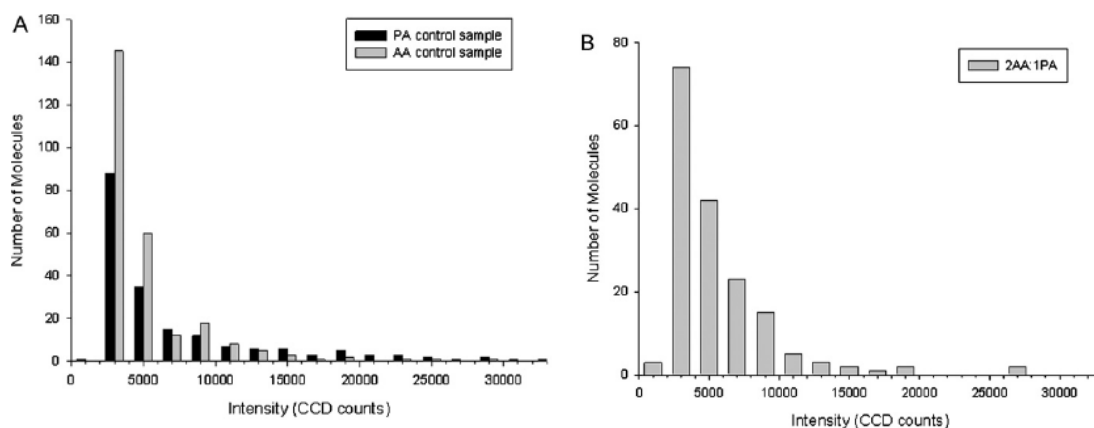 A
PA control sample
AA control sample
Number of Molecules
160
140
120
100
80
60
40
20
0
0 5000 10000 15000 20000 25000 30000
Intensity (CCD counts)
B
2AA:1PA
Number of Molecules
80
60
40
20
0
0 5000 10000 15000 20000 25000 30000
Intensity (CCD counts)